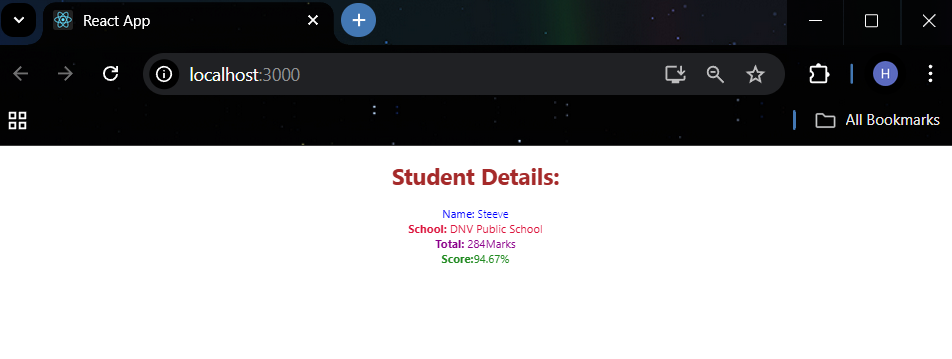 React App
localhost:3000
H
All Bookmarks
Student Details:
Name: Steeve
School: DNV Public School
Total: 284Marks
Score:94.67%